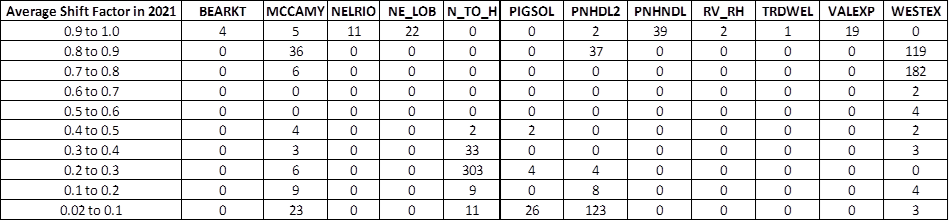 Average Shift Factor in 2021 BEARKT MCCAMY NELRIO NE_LOB N_TO_H PIGSOL PNHDL2 PNHNDL RV_RH TRDWEL VALEXP WESTEX
0.9 to 1.0 4 5 11 22 0 0 2 39 2 1 19 0
0.8 to 0.9 0 36 0 0 0 0 37 0 0 0 0 119
0.7 to 0.8 0 6 0 0 0 0 0 0 0 0 0 182
0.6 to 0.7 0 0 0 0 0 0 0 0 0 0 0 2
0.5 to 0.6 0 0 0 0 0 0 0 0 0 0 0 4
0.4 to 0.5 0 4 0 0 2 2 0 0 0 0 0 2
0.3 to 0.4 0 3 0 0 33 0 0 0 0 0 0 3
0.2 to 0.3 0 6 0 0 303 4 4 0 0 0 0 0
0.1 to 0.2 0 9 0 0 9 0 8 0 0 0 0 4
0.02 to 0.1 0 23 0 0 11 26 123 0 0 0 0 3